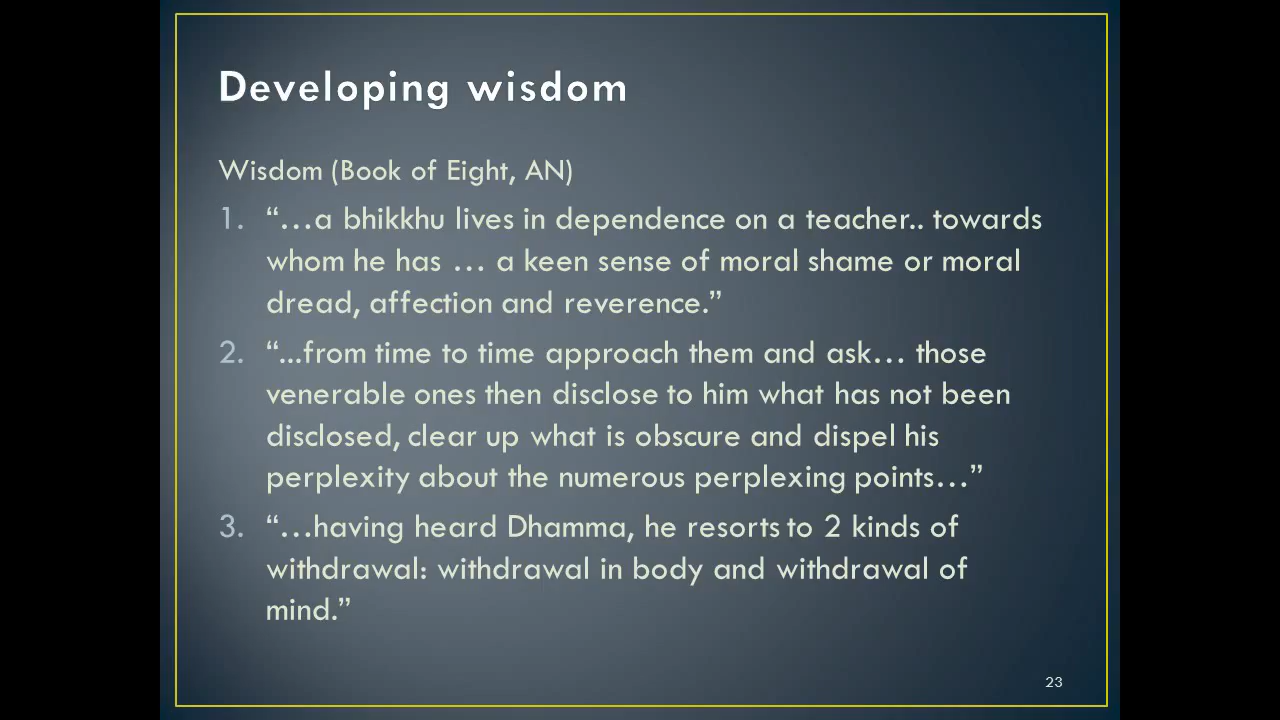 Developing wisdom
Wisdom (Book of Eight, AN)
1. “…a bhikkhu lives in dependence on a teacher.. towards
whom he has … a keen sense of moral shame or moral
dread, affection and reverence.”
2. “...from time to time approach them and ask… those
venerable ones then disclose to him what has not been
disclosed, clear up what is obscure and dispel his
perplexity about the numerous perplexing points…”
3. “…having heard Dhamma, he resorts to 2 kinds of
withdrawal: withdrawal in body and withdrawal of
mind.”
23